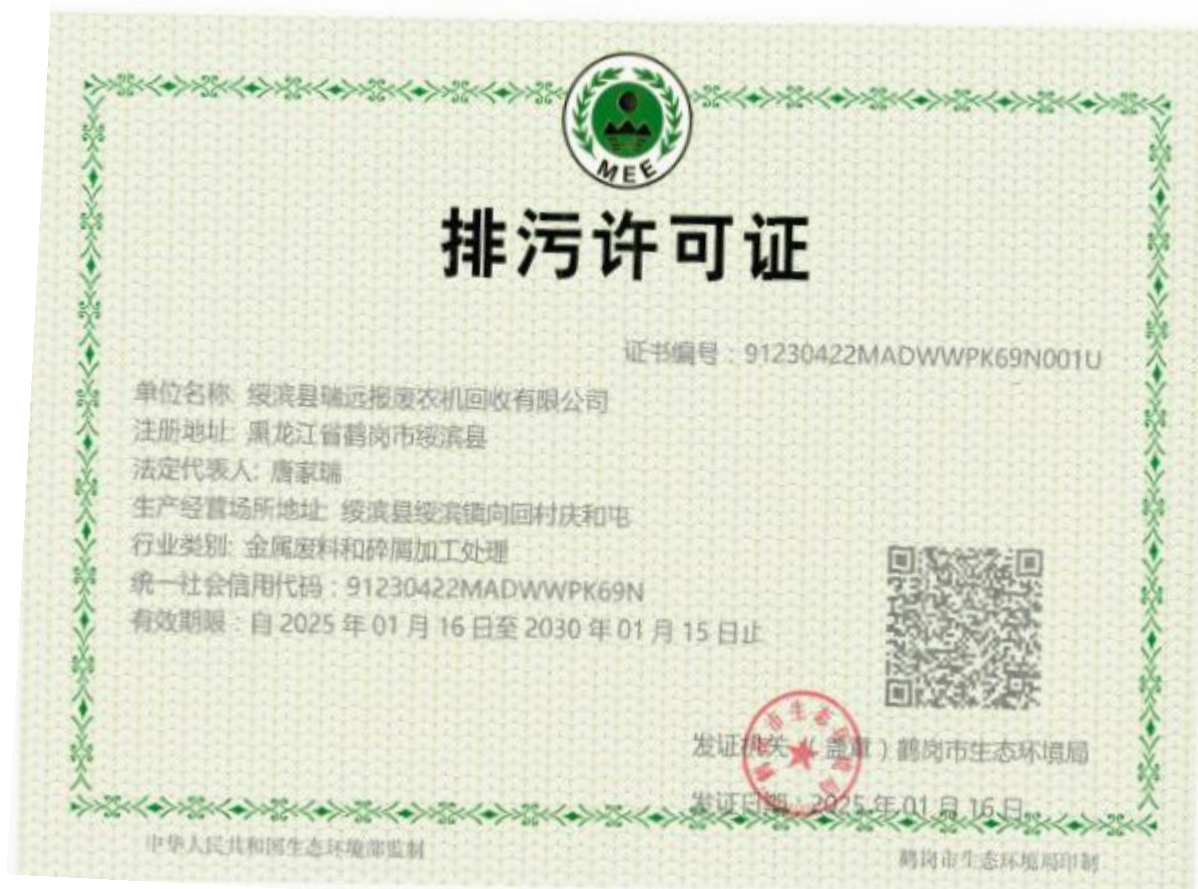 MEE
排污许可证
证书编号：91230422MADWWPK69N001U
单位名称: 绥滨县瑞远报废农机回收有限公司
注册地址: 黑龙江省鹤岗市绥滨县
法定代表人: 唐家瑞
生产经营场所地址: 绥滨县绥滨镇向回村庆和屯
行业类别: 金属废料和碎屑加工处理
统一社会信用代码：91230422MADWWPK69N
有效期限：自 2025 年 01 月 16 日至 2030 年 01 月 15 日止
发证机关：（盖章）鹤岗市生态环境局
发证日期：2025 年 01 月 16 日
中华人民共和国生态环境部监制
鹤岗市生态环境局印制